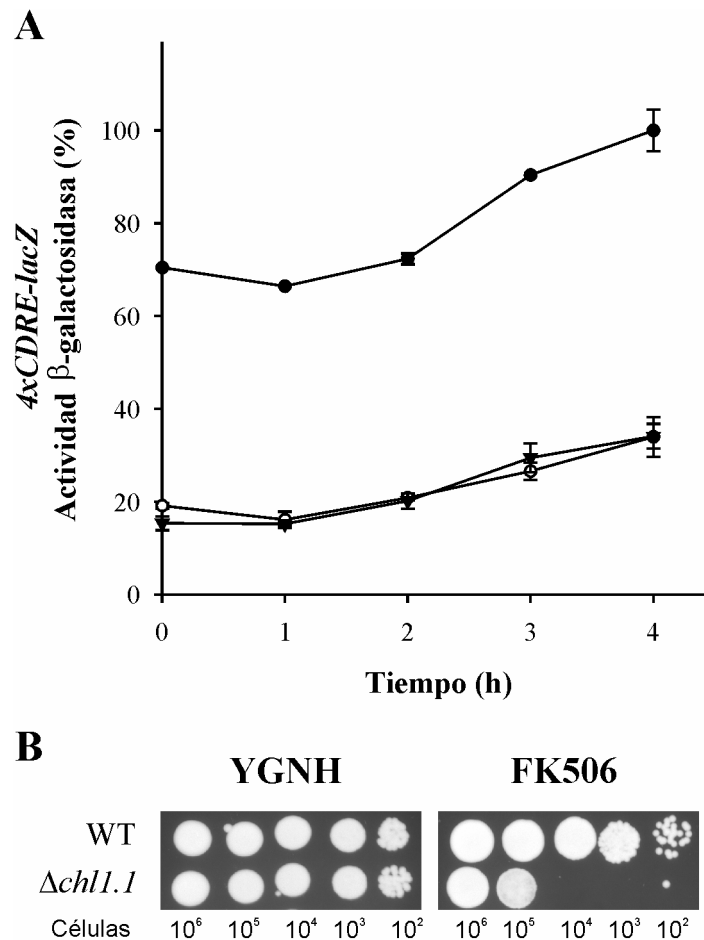 A
4xCDRE-lacZ
Actividad β-galactosidasa (%)
100
80
60
40
20
0
0 1 2 3 4
Tiempo (h)
B
YGNH FK506
WT
Δchl1.1
Células 10⁶ 10⁵ 10⁴ 10³ 10² 10⁶ 10⁵ 10⁴ 10³ 10²